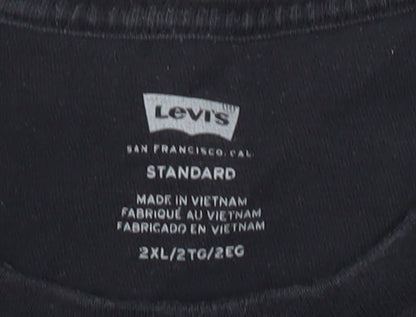 Levi's
SAN FRANCISCO, CAL.
STANDARD
MADE IN VIETNAM
FABRIQUÉ AU VIETNAM
FABRICADO EN VIETNAM
2XL/2TG/2EG